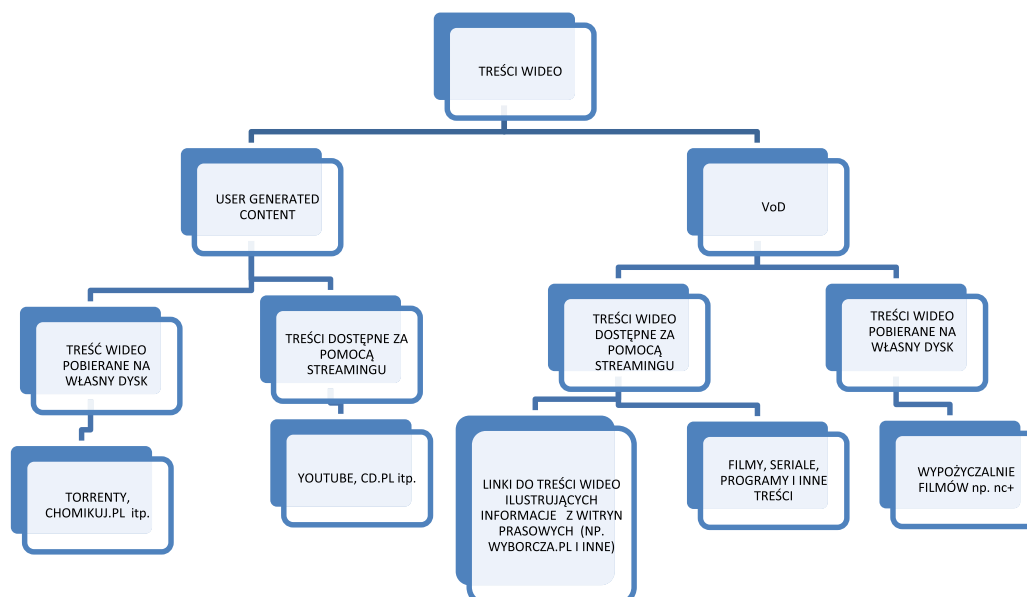 TREŚCI WIDEO
USER GENERATED
CONTENT
VoD
TREŚĆ WIDEO
POBIERANE NA
WŁASNY DYSK
TREŚCI DOSTĘPNE ZA
POMOCĄ
STREAMINGU
TREŚCI WIDEO
DOSTĘPNE ZA
POMOCĄ
STREAMINGU
TREŚCI WIDEO
POBIERANE NA
WŁASNY DYSK
TORRENTY,
CHOMIKUJ.PL itp.
YOUTUBE, CD.PL itp.
LINKI DO TREŚCI WIDEO
ILUSTRUJĄCYCH
INFORMACJE Z WITRYN
PRASOWYCH (NP.
WYBORCZA.PL I INNE)
FILMY, SERIALE,
PROGRAMY I INNE
TREŚCI
WYPOŻYCZALNIE
FILMÓW np. nc+